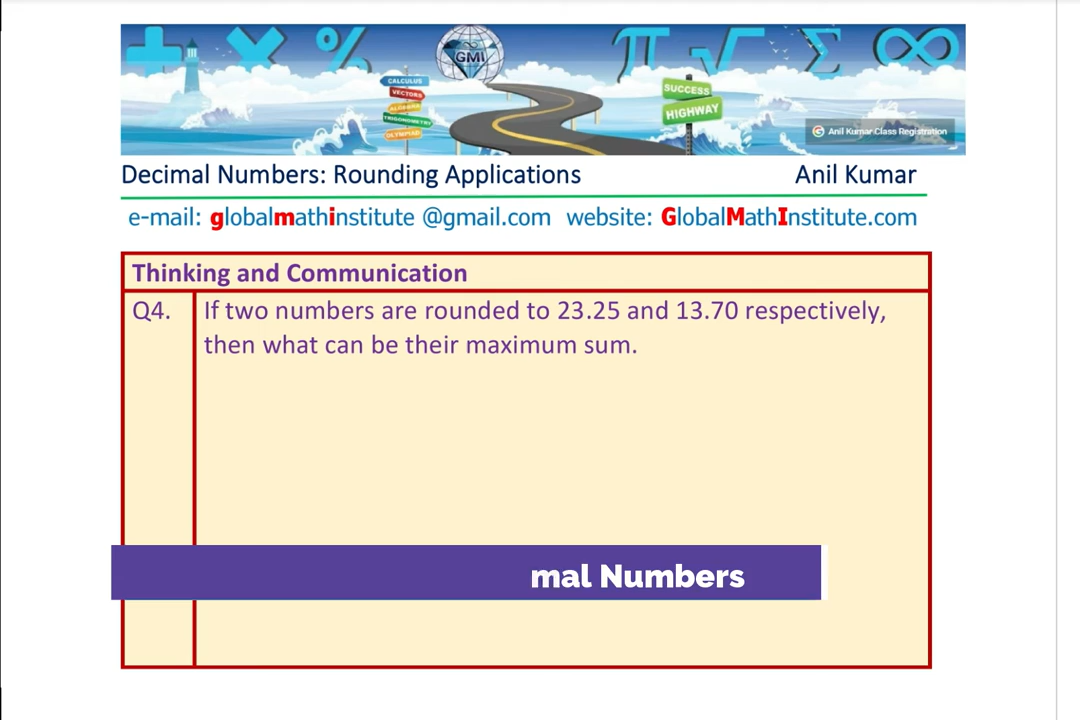 GMI
CALCULUS
VECTORS
ALGEBRA
TRIGONOMETRY
OLYMPIAD
SUCCESS
HIGHWAY
Anil Kumar Class Registration
Decimal Numbers: Rounding Applications Anil Kumar
e-mail: globalmathinstitute @gmail.com website: GlobalMathInstitute.com
Thinking and Communication
Q4. If two numbers are rounded to 23.25 and 13.70 respectively,
then what can be their maximum sum.
mal Numbers